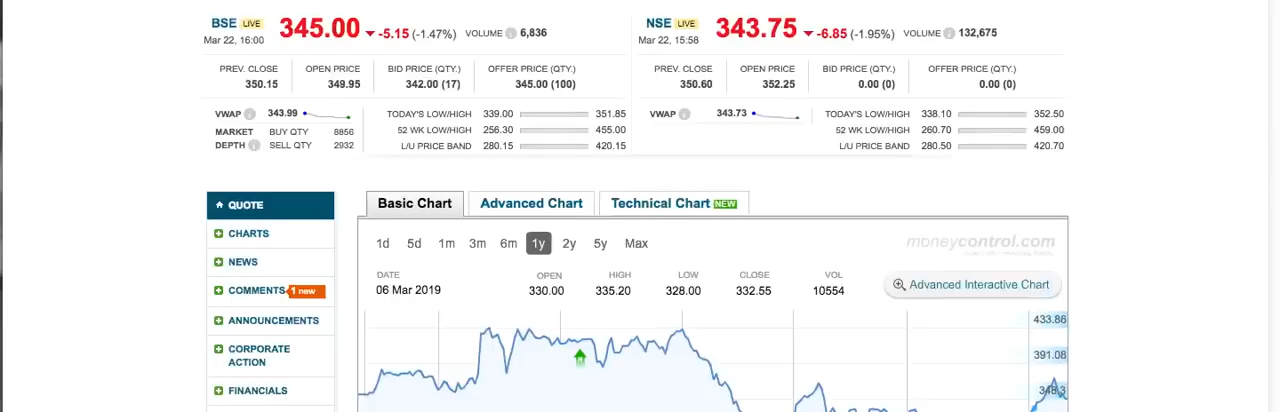 BSE LIVE 345.00 -5.15 (-1.47%) VOLUME 6,836
Mar 22, 16:00
PREV. CLOSE OPEN PRICE BID PRICE (QTY.) OFFER PRICE (QTY.)
350.15 349.95 342.00 (17) 345.00 (100)
VWAP 343.99 TODAY'S LOW/HIGH 339.00 351.85
MARKET BUY QTY 8856 52 WK LOW/HIGH 256.30 455.00
DEPTH SELL QTY 2932 L/U PRICE BAND 280.15 420.15
NSE LIVE 343.75 -6.85 (-1.95%) VOLUME 132,675
Mar 22, 15:58
PREV. CLOSE OPEN PRICE BID PRICE (QTY.) OFFER PRICE (QTY.)
350.60 352.25 0.00 (0) 0.00 (0)
VWAP 343.73 TODAY'S LOW/HIGH 338.10 352.50
52 WK LOW/HIGH 260.70 459.00
L/U PRICE BAND 280.50 420.70
QUOTE
CHARTS
NEWS
COMMENTS 1 new
ANNOUNCEMENTS
CORPORATE
ACTION
FINANCIALS
Basic Chart Advanced Chart Technical Chart NEW
1d 5d 1m 3m 6m 1y 2y 5y Max
moneycontrol.com
DATE OPEN HIGH LOW CLOSE VOL
06 Mar 2019 330.00 335.20 328.00 332.55 10554
Advanced Interactive Chart
433.86
391.08
348.3